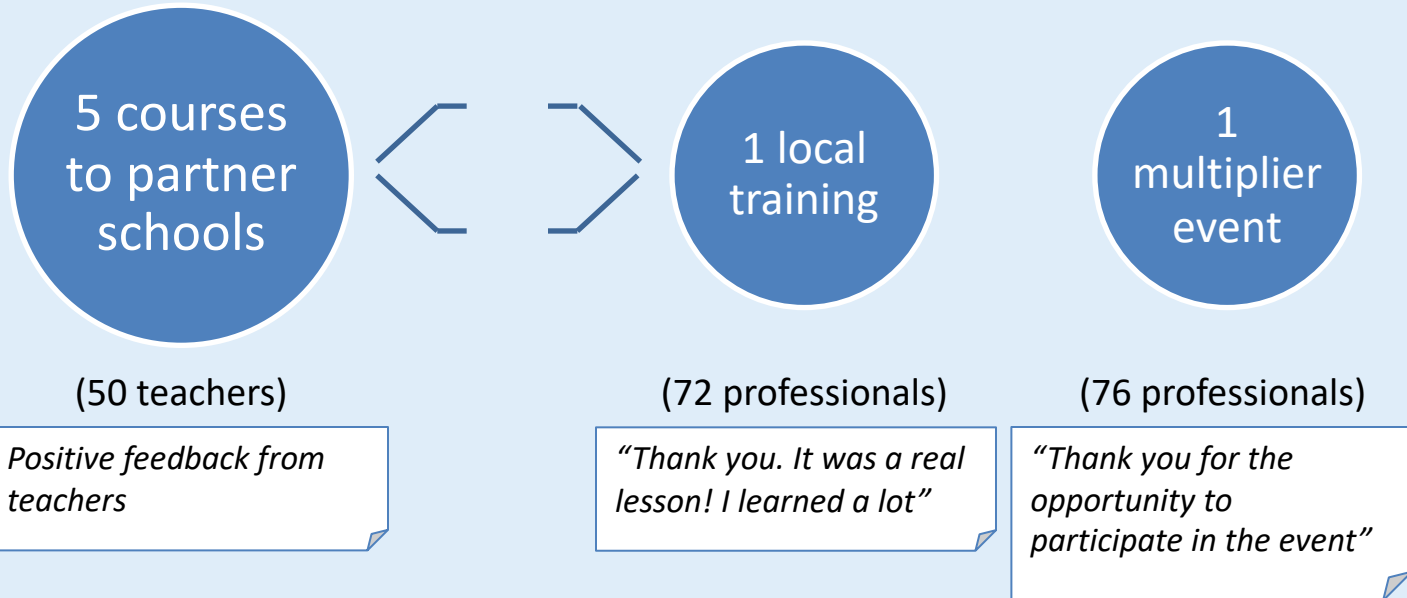 5 courses
to partner
schools
1 local
training
1
multiplier
event
(50 teachers)
(72 professionals)
(76 professionals)
Positive feedback from
teachers
“Thank you. It was a real
lesson! I learned a lot”
“Thank you for the
opportunity to
participate in the event”